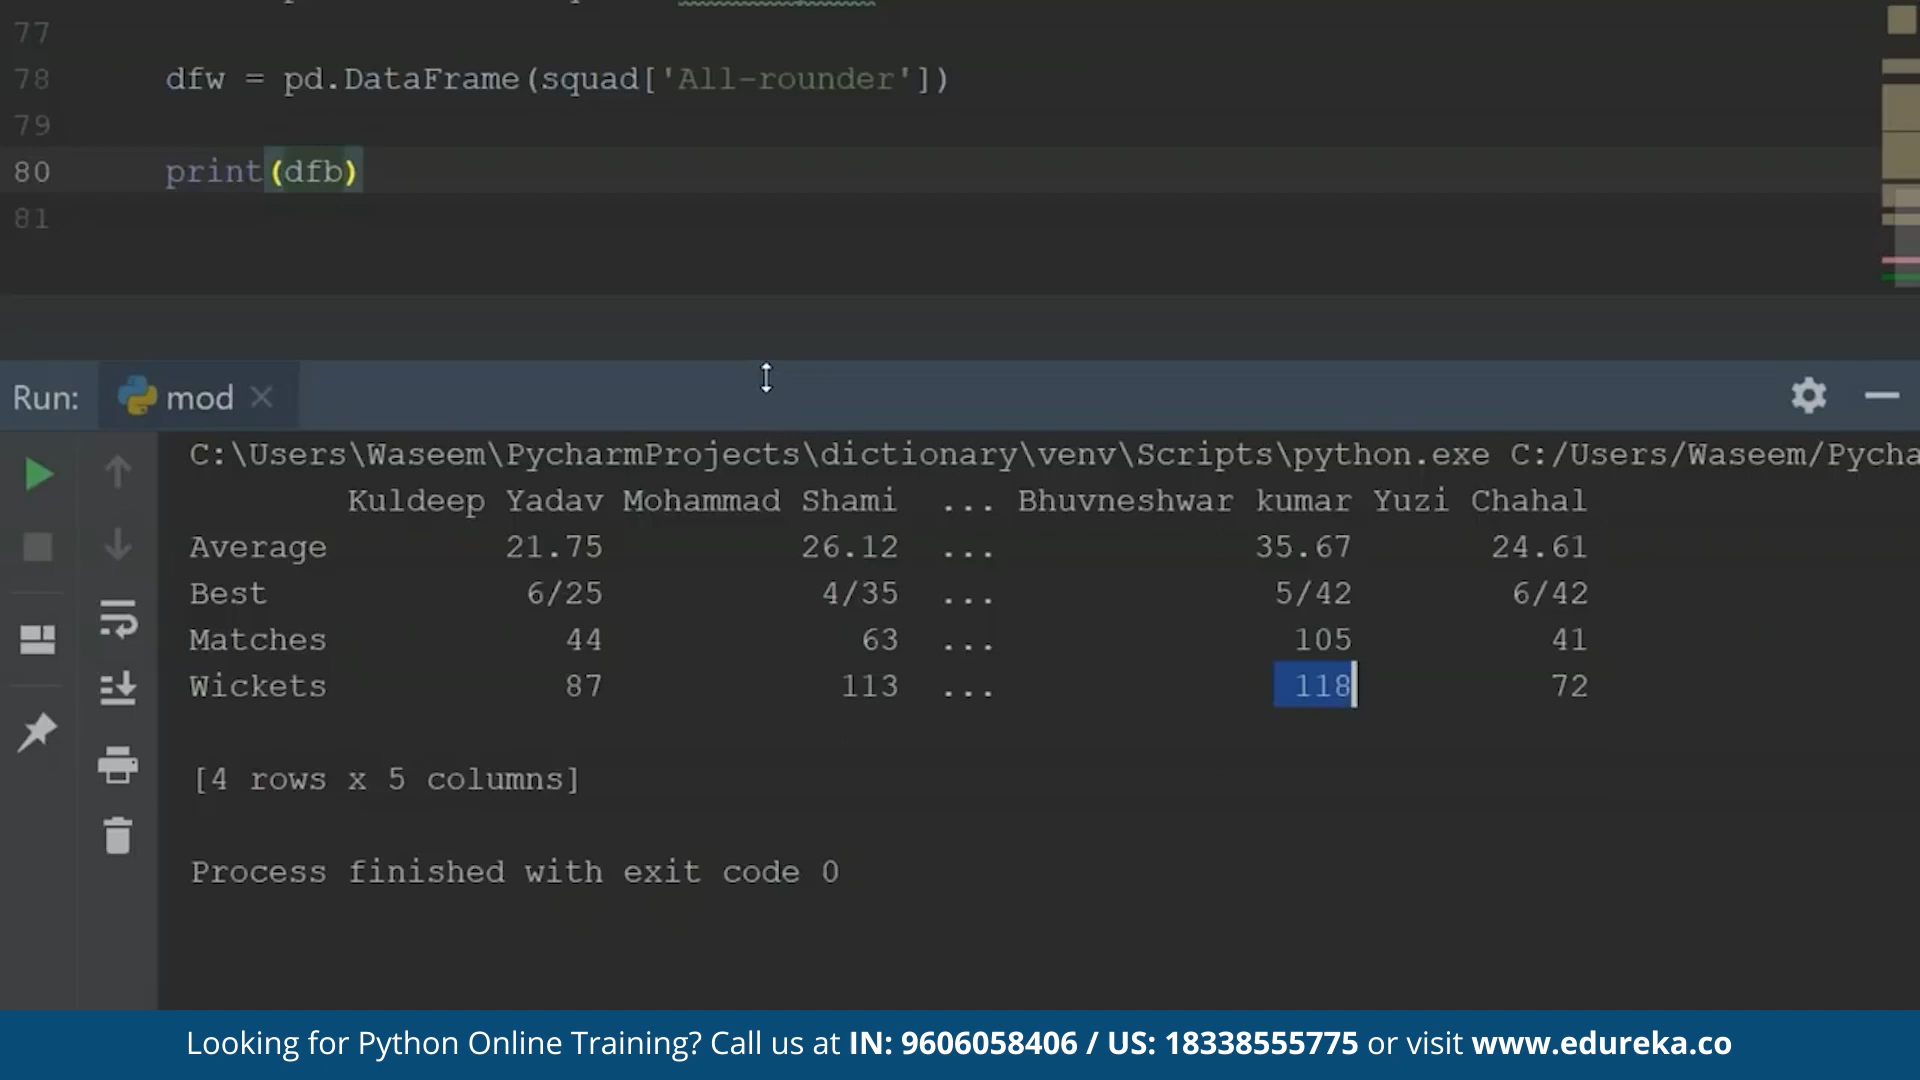 77
78 dfw = pd.DataFrame(squad['All-rounder'])
79
80 print(dfb)
81
Run: mod
C:\Users\Waseem\PycharmProjects\dictionary\venv\Scripts\python.exe C:/Users/Waseem/Pycha
Kuldeep Yadav Mohammad Shami ... Bhuvneshwar kumar Yuzi Chahal
Average 21.75 26.12 ... 35.67 24.61
Best 6/25 4/35 ... 5/42 6/42
Matches 44 63 ... 105 41
Wickets 87 113 ... 118 72
[4 rows x 5 columns]
Process finished with exit code 0
Looking for Python Online Training? Call us at IN: 9606058406 / US: 18338555775 or visit www.edureka.co